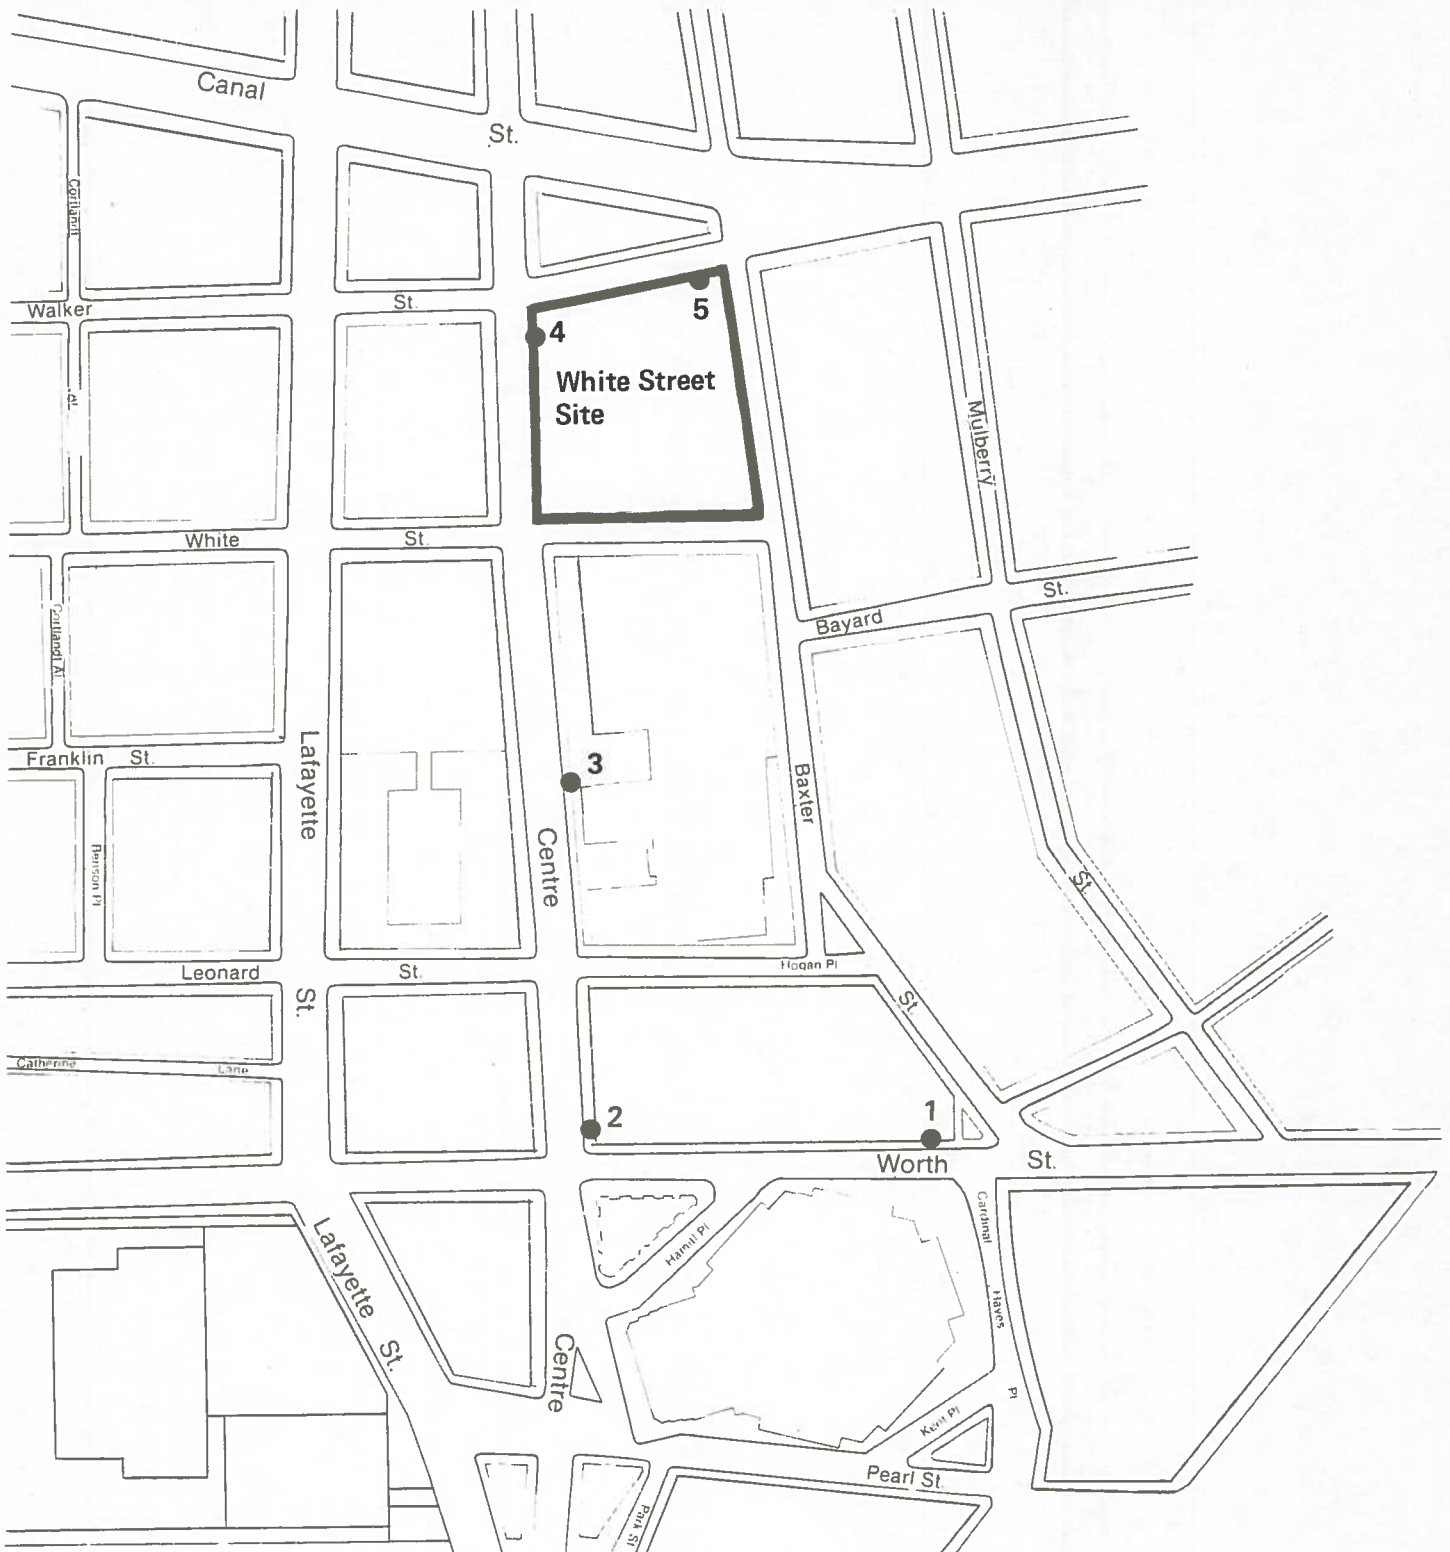 Canal
St.
Cortlandt
Walker
St.
5
4
White Street
Site
Al
Mulberry
White
St.
St.
Bayard
Cortlandt Al
Lafayette
Franklin St.
3
Baxter
Centre
Benson Pl
St.
Leonard
St.
Hogan Pl
St.
St.
Catherine
Lane
2
1
Worth
St.
Cardinal
Hamill Pl
Lafayette
Hayes
St.
Centre
Pl
Kent Pl
Pearl St.
Park St